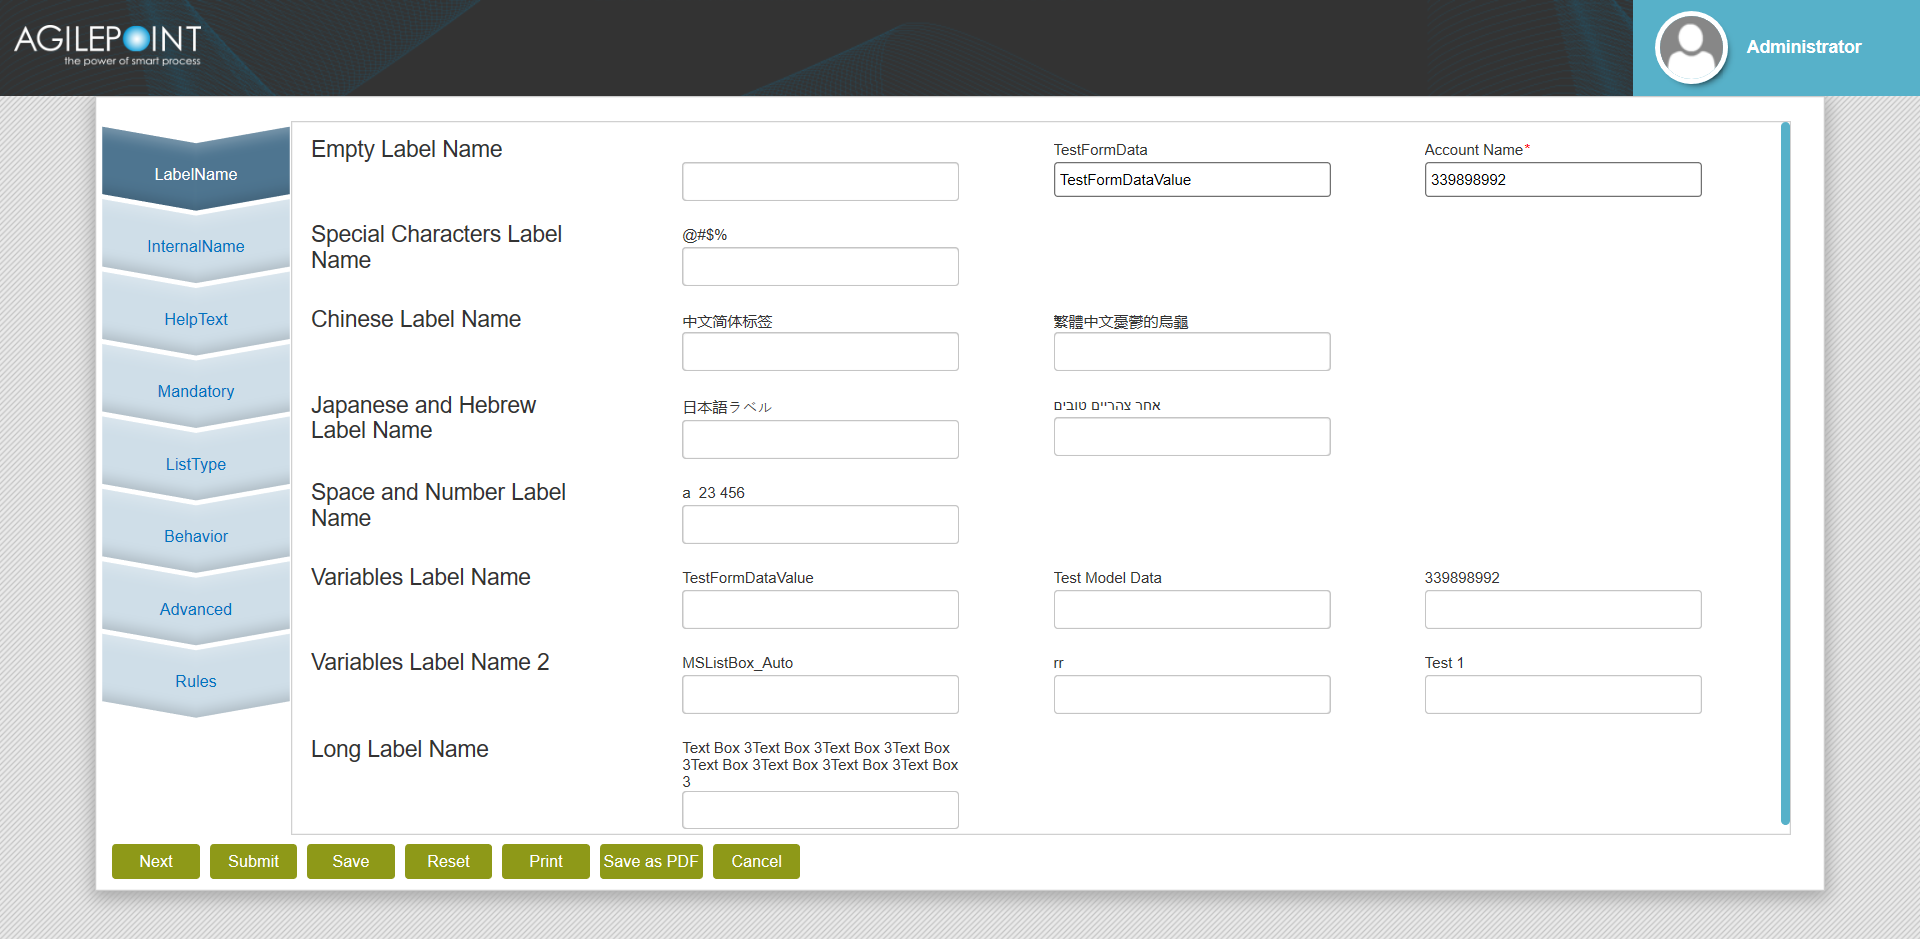 AGILEPOINT
the power of smart process
Administrator
LabelName
InternalName
HelpText
Mandatory
ListType
Behavior
Advanced
Rules
Empty Label Name
TestFormData
TestFormDataValue
Account Name*
339898992
Special Characters Label
Name
@#$%
Chinese Label Name
中文简体标签
繁體中文憂鬱的烏龜
Japanese and Hebrew
Label Name
日本語ラベル
אחר צהריים טובים
Space and Number Label
Name
a  23 456
Variables Label Name
TestFormDataValue
Test Model Data
339898992
Variables Label Name 2
MSListBox_Auto
rr
Test 1
Long Label Name
Text Box 3Text Box 3Text Box 3Text Box
3Text Box 3Text Box 3Text Box 3Text Box
3
Next
Submit
Save
Reset
Print
Save as PDF
Cancel